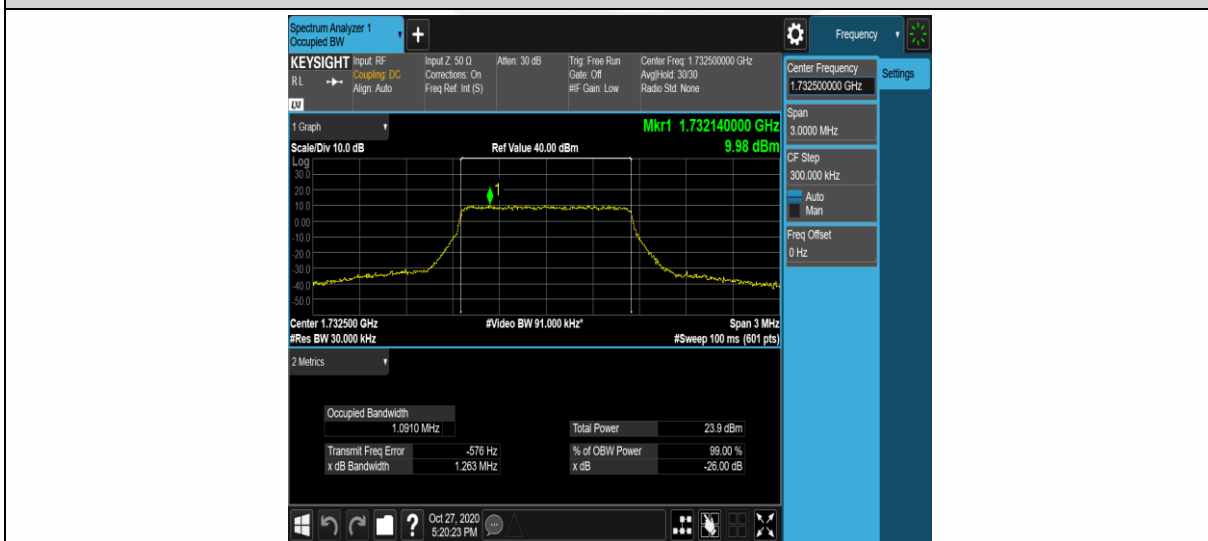 Spectrum Analyzer 1
Occupied BW
+
Frequency
KEYSIGHT Input: RF Input Z: 50 Ω Atten: 30 dB Trig: Free Run Center Freq: 1.732500000 GHz
R L Coupling: DC Corrections: On Gate: Off Avg|Hold: 30/30
Align: Auto Freq Ref: Int (S) #IF Gain: Low Radio Std: None
LXI
Center Frequency
1.732500000 GHz
Settings
Span
3.0000 MHz
CF Step
300.000 kHz
Auto
Man
Freq Offset
0 Hz
1 Graph
Mkr1 1.732140000 GHz
Scale/Div 10.0 dB Ref Value 40.00 dBm 9.98 dBm
Log
30.0
20.0
1
10.0
0.00
-10.0
-20.0
-30.0
-40.0
-50.0
Center 1.732500 GHz #Video BW 91.000 kHz* Span 3 MHz
#Res BW 30.000 kHz #Sweep 100 ms (601 pts)
2 Metrics
Occupied Bandwidth
1.0910 MHz Total Power 23.9 dBm
Transmit Freq Error -576 Hz % of OBW Power 99.00 %
x dB Bandwidth 1.263 MHz x dB -26.00 dB
? Oct 27, 2020
5:20:23 PM